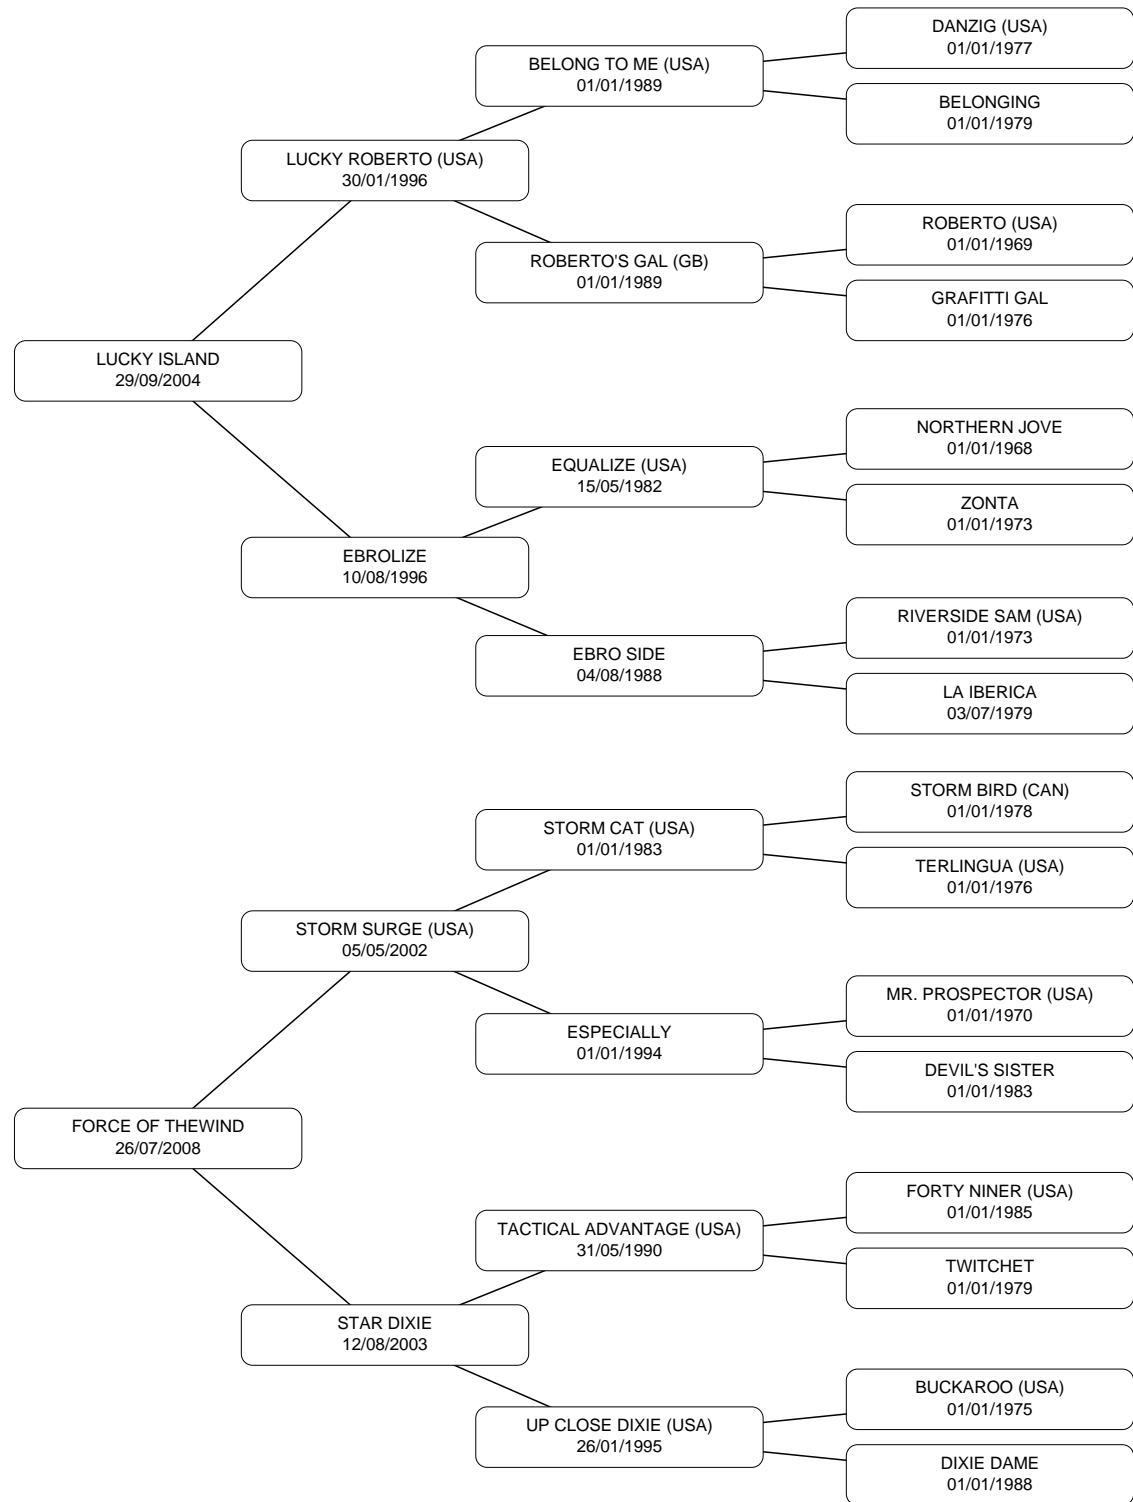 DANZIG (USA)
01/01/1977
BELONG TO ME (USA)
01/01/1989
BELONGING
01/01/1979
LUCKY ROBERTO (USA)
30/01/1996
ROBERTO (USA)
01/01/1969
ROBERTO'S GAL (GB)
01/01/1989
GRAFITTI GAL
01/01/1976
LUCKY ISLAND
29/09/2004
NORTHERN JOVE
01/01/1968
EQUALIZE (USA)
15/05/1982
ZONTA
01/01/1973
EBROLIZE
10/08/1996
RIVERSIDE SAM (USA)
01/01/1973
EBRO SIDE
04/08/1988
LA IBERICA
03/07/1979
STORM BIRD (CAN)
01/01/1978
STORM CAT (USA)
01/01/1983
TERLINGUA (USA)
01/01/1976
STORM SURGE (USA)
05/05/2002
MR. PROSPECTOR (USA)
01/01/1970
ESPECIALLY
01/01/1994
DEVIL'S SISTER
01/01/1983
FORCE OF THEWIND
26/07/2008
FORTY NINER (USA)
01/01/1985
TACTICAL ADVANTAGE (USA)
31/05/1990
TWITCHET
01/01/1979
STAR DIXIE
12/08/2003
BUCKAROO (USA)
01/01/1975
UP CLOSE DIXIE (USA)
26/01/1995
DIXIE DAME
01/01/1988